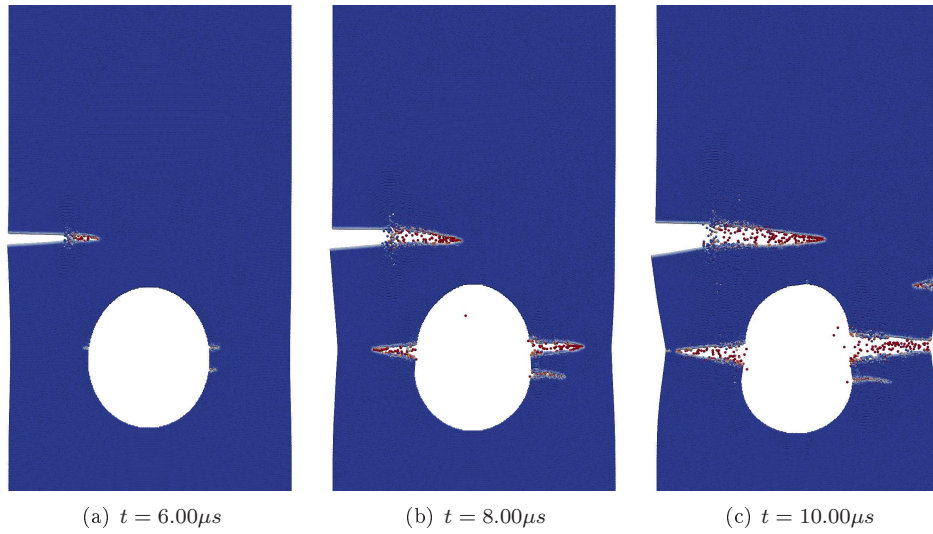 (a) t = 6.00μs
(b) t = 8.00μs
(c) t = 10.00μs